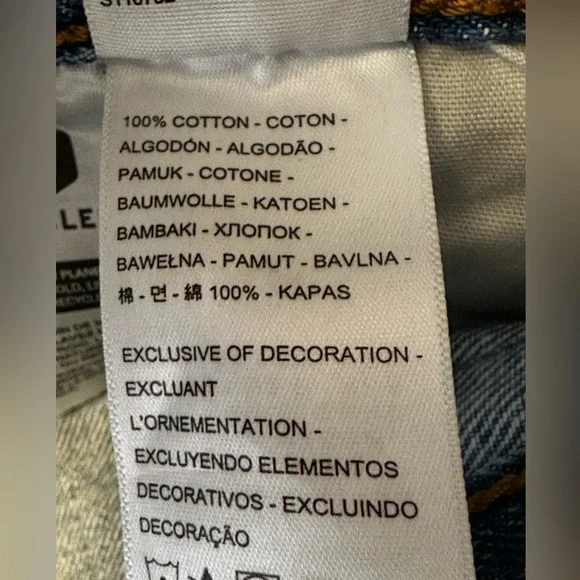 100% COTTON - COTON -
ALGODÓN - ALGODÃO -
PAMUK - COTONE -
BAUMWOLLE - KATOEN -
BAMBAKI - ХЛОПОК -
BAWEŁNA - PAMUT - BAVLNA -
棉 - 면 - 綿 100% - KAPAS
EXCLUSIVE OF DECORATION -
EXCLUANT
L'ORNEMENTATION -
EXCLUYENDO ELEMENTOS
DECORATIVOS - EXCLUINDO
DECORAÇÃO